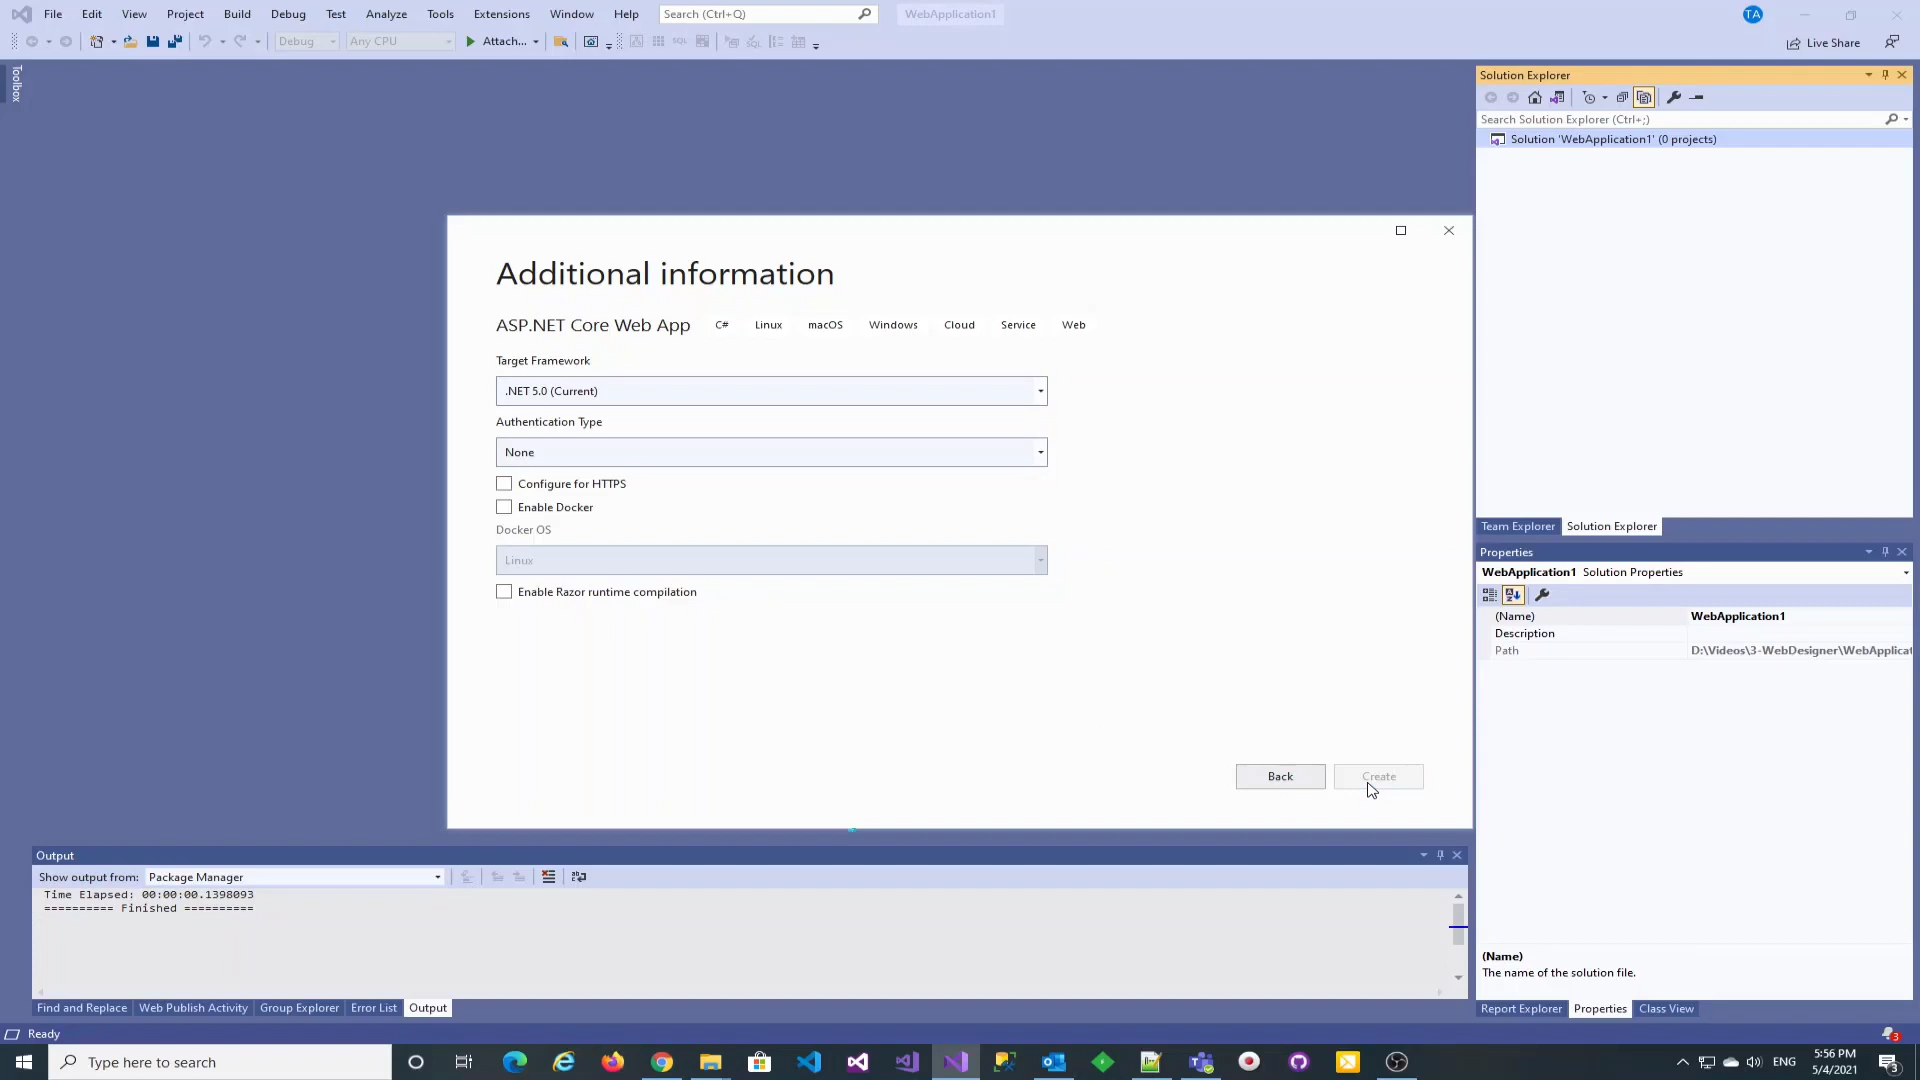 File Edit View Project Build Debug Test Analyze Tools Extensions Window Help Search (Ctrl+Q) WebApplication1 TA
Debug Any CPU Attach... Live Share
Toolbox
Solution Explorer
Search Solution Explorer (Ctrl+;)
Solution 'WebApplication1' (0 projects)
Additional information
ASP.NET Core Web App C# Linux macOS Windows Cloud Service Web
Target Framework
.NET 5.0 (Current)
Authentication Type
None
Configure for HTTPS
Enable Docker
Docker OS
Linux
Enable Razor runtime compilation
Back Create
Team Explorer Solution Explorer
Properties
WebApplication1 Solution Properties
(Name) WebApplication1
Description
Path D:\Videos\3-WebDesigner\WebApplicat
(Name)
The name of the solution file.
Report Explorer Properties Class View
Output
Show output from: Package Manager
Time Elapsed: 00:00:00.1398093
========== Finished ==========
Find and Replace Web Publish Activity Group Explorer Error List Output
Ready 3
Type here to search
ENG
5:56 PM
5/4/2021
3